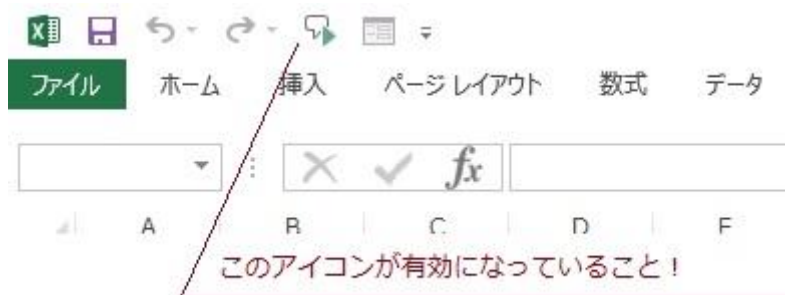 ファイル ホーム 挿入 ページ レイアウト 数式 データ
fx
A B C D
このアイコンが有効になっていること！